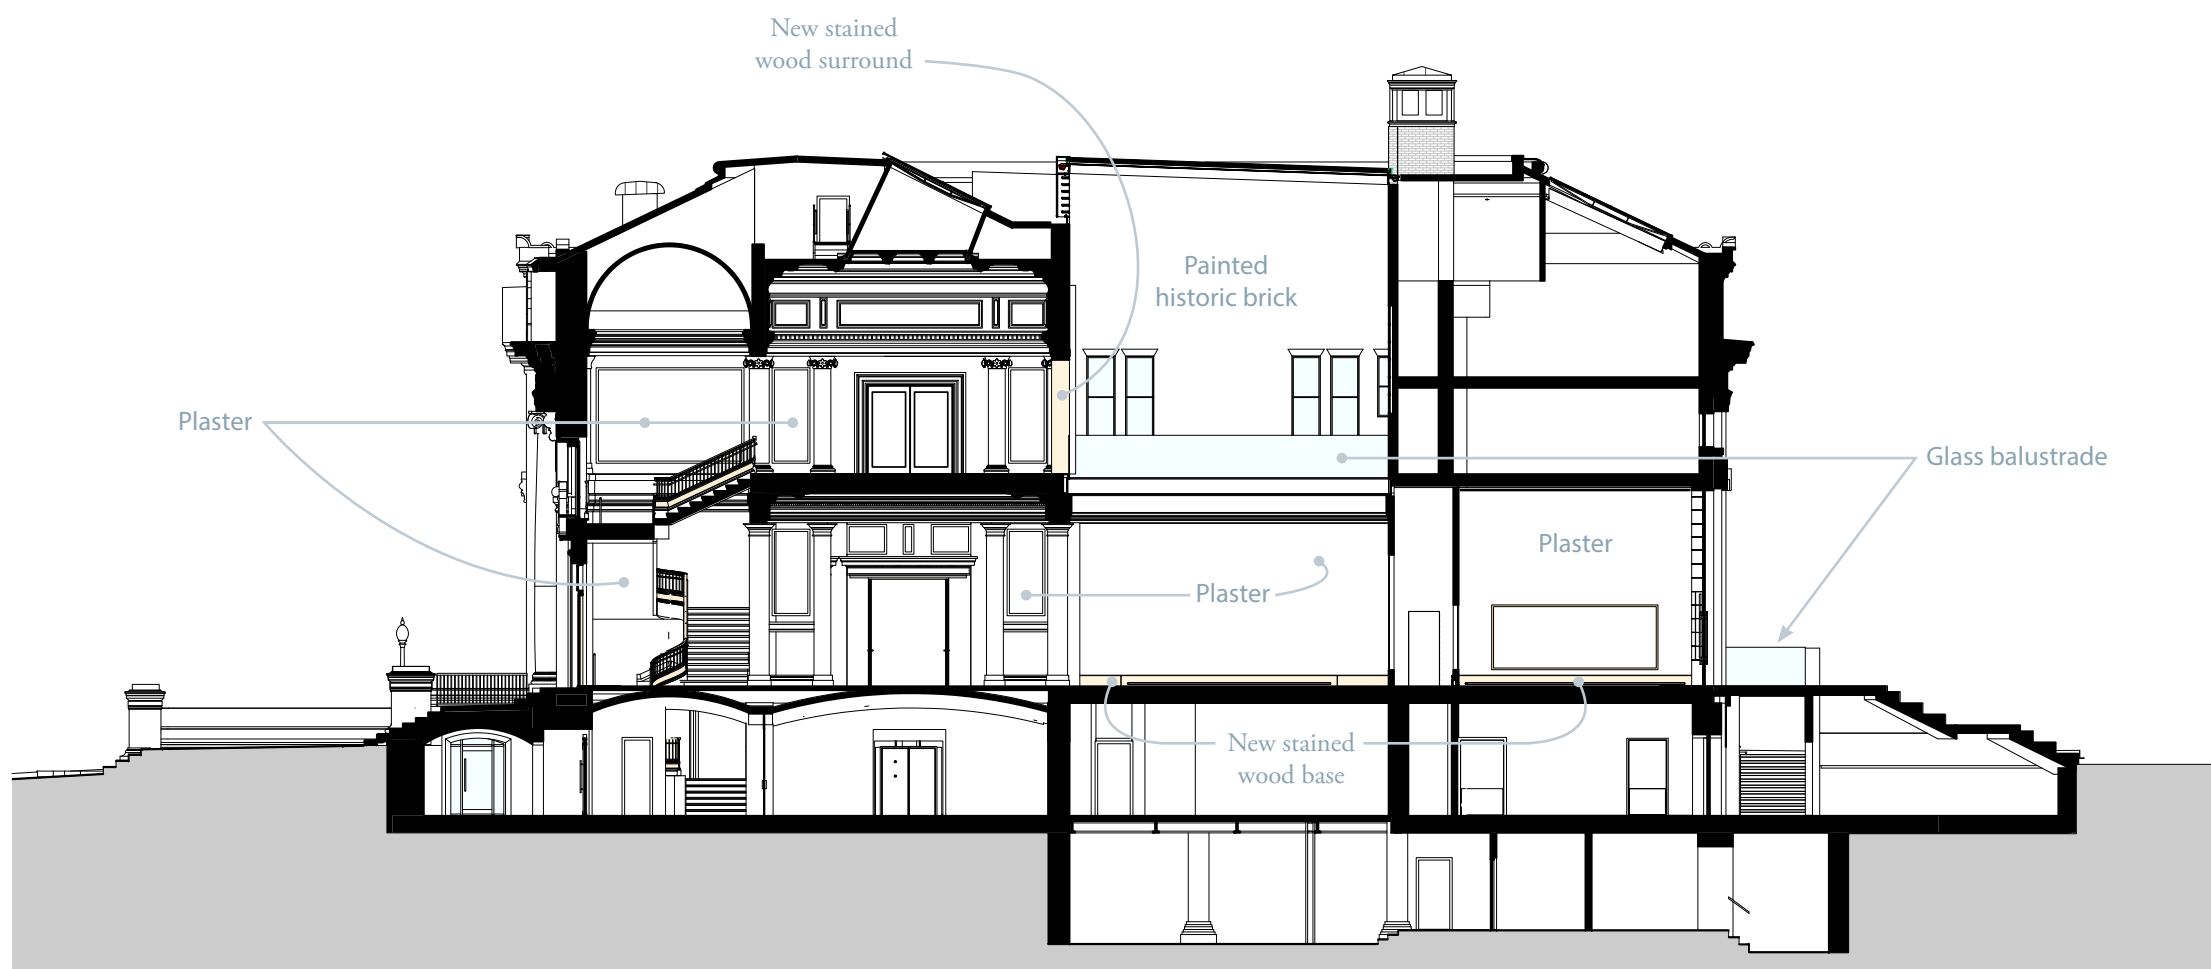 New stained
wood surround
Painted
historic brick
Plaster
Glass balustrade
Plaster
Plaster
New stained
wood base